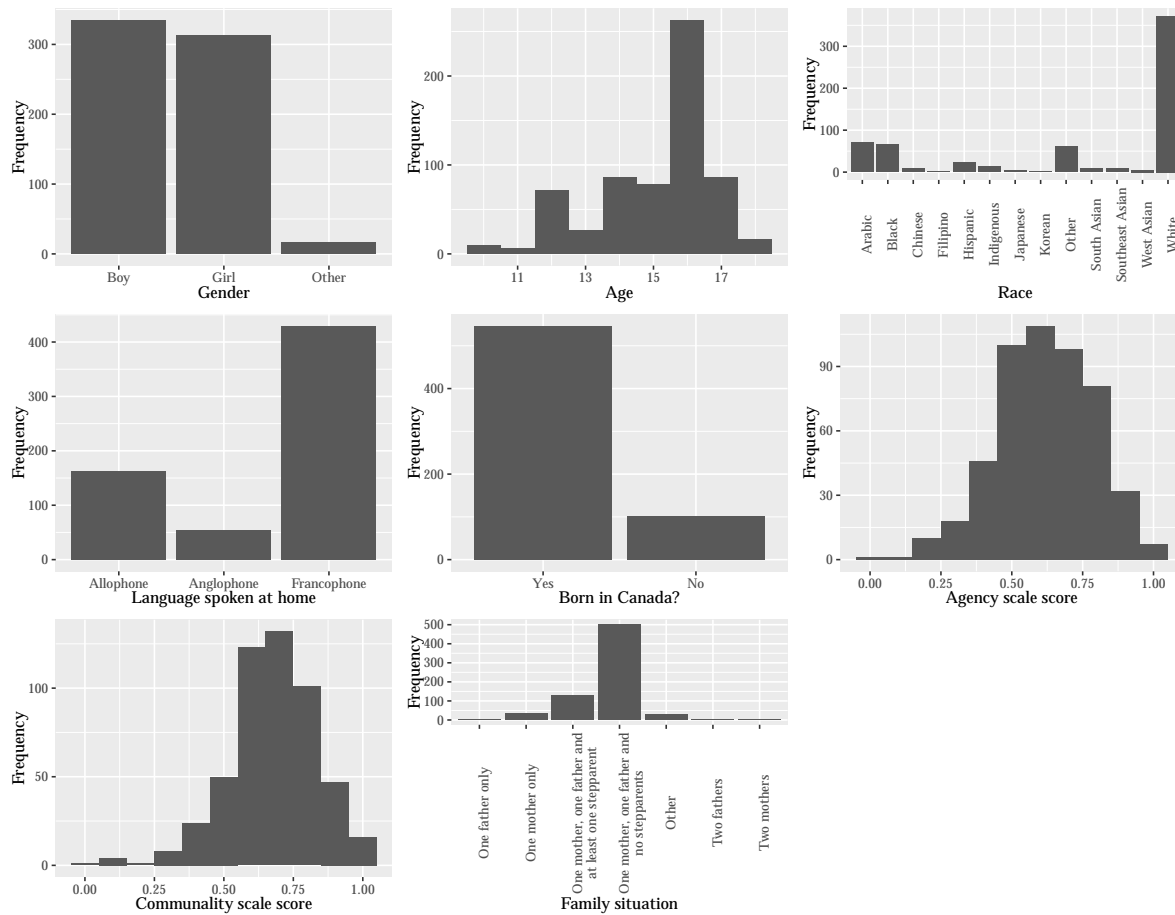 Frequency
300
200
100
0
Boy Girl Other
Gender
Frequency
200
100
0
11 13 15 17
Age
Frequency
300
200
100
0
Arabic
Black
Chinese
Filipino
Hispanic
Indigenous
Japanese
Korean
Other
South Asian
Southeast Asian
West Asian
White
Race
Frequency
400
300
200
100
0
Allophone Anglophone Francophone
Language spoken at home
Frequency
400
200
0
Yes No
Born in Canada?
Frequency
90
60
30
0
0.00 0.25 0.50 0.75 1.00
Agency scale score
Frequency
100
50
0
0.00 0.25 0.50 0.75 1.00
Communality scale score
Frequency
500
400
300
200
100
0
One father only
One mother only
One mother, one father and
at least one stepparent
One mother, one father and
no stepparents
Other
Two fathers
Two mothers
Family situation